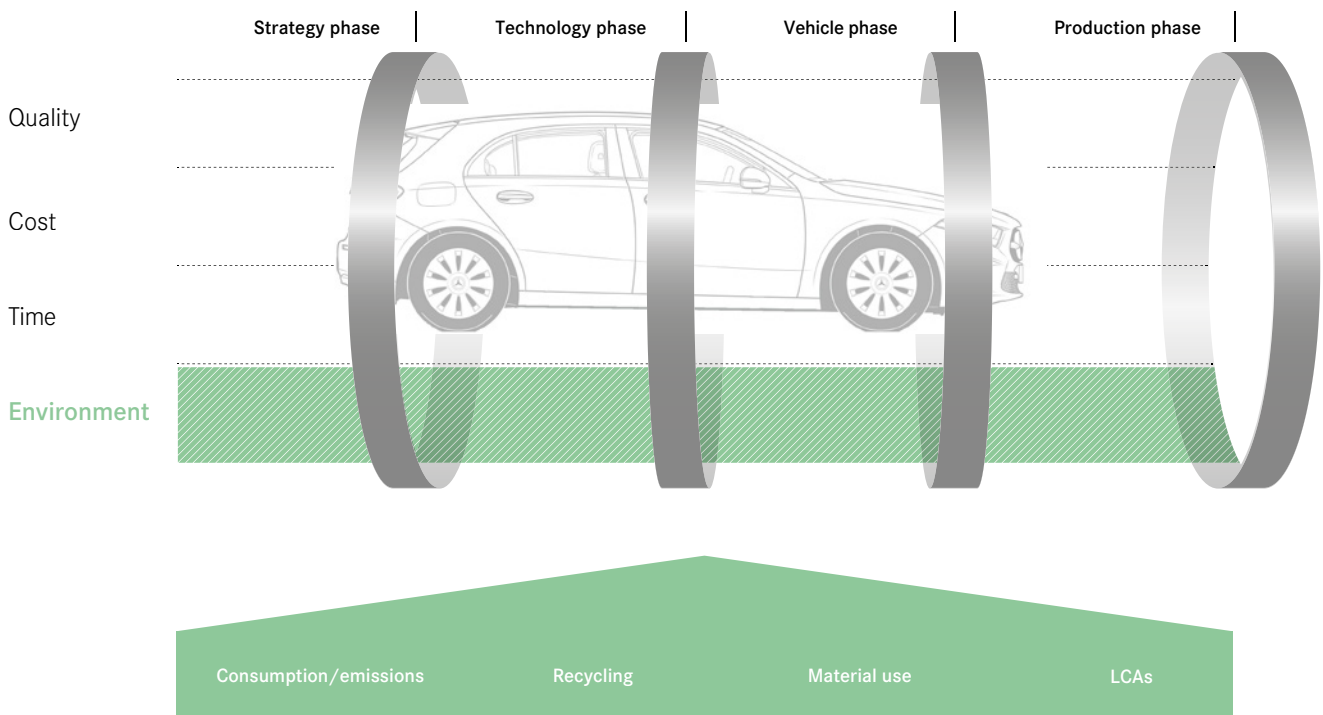 Strategy phase
Technology phase
Vehicle phase
Production phase
Quality
Cost
Time
Environment
Consumption/emissions
Recycling
Material use
LCAs